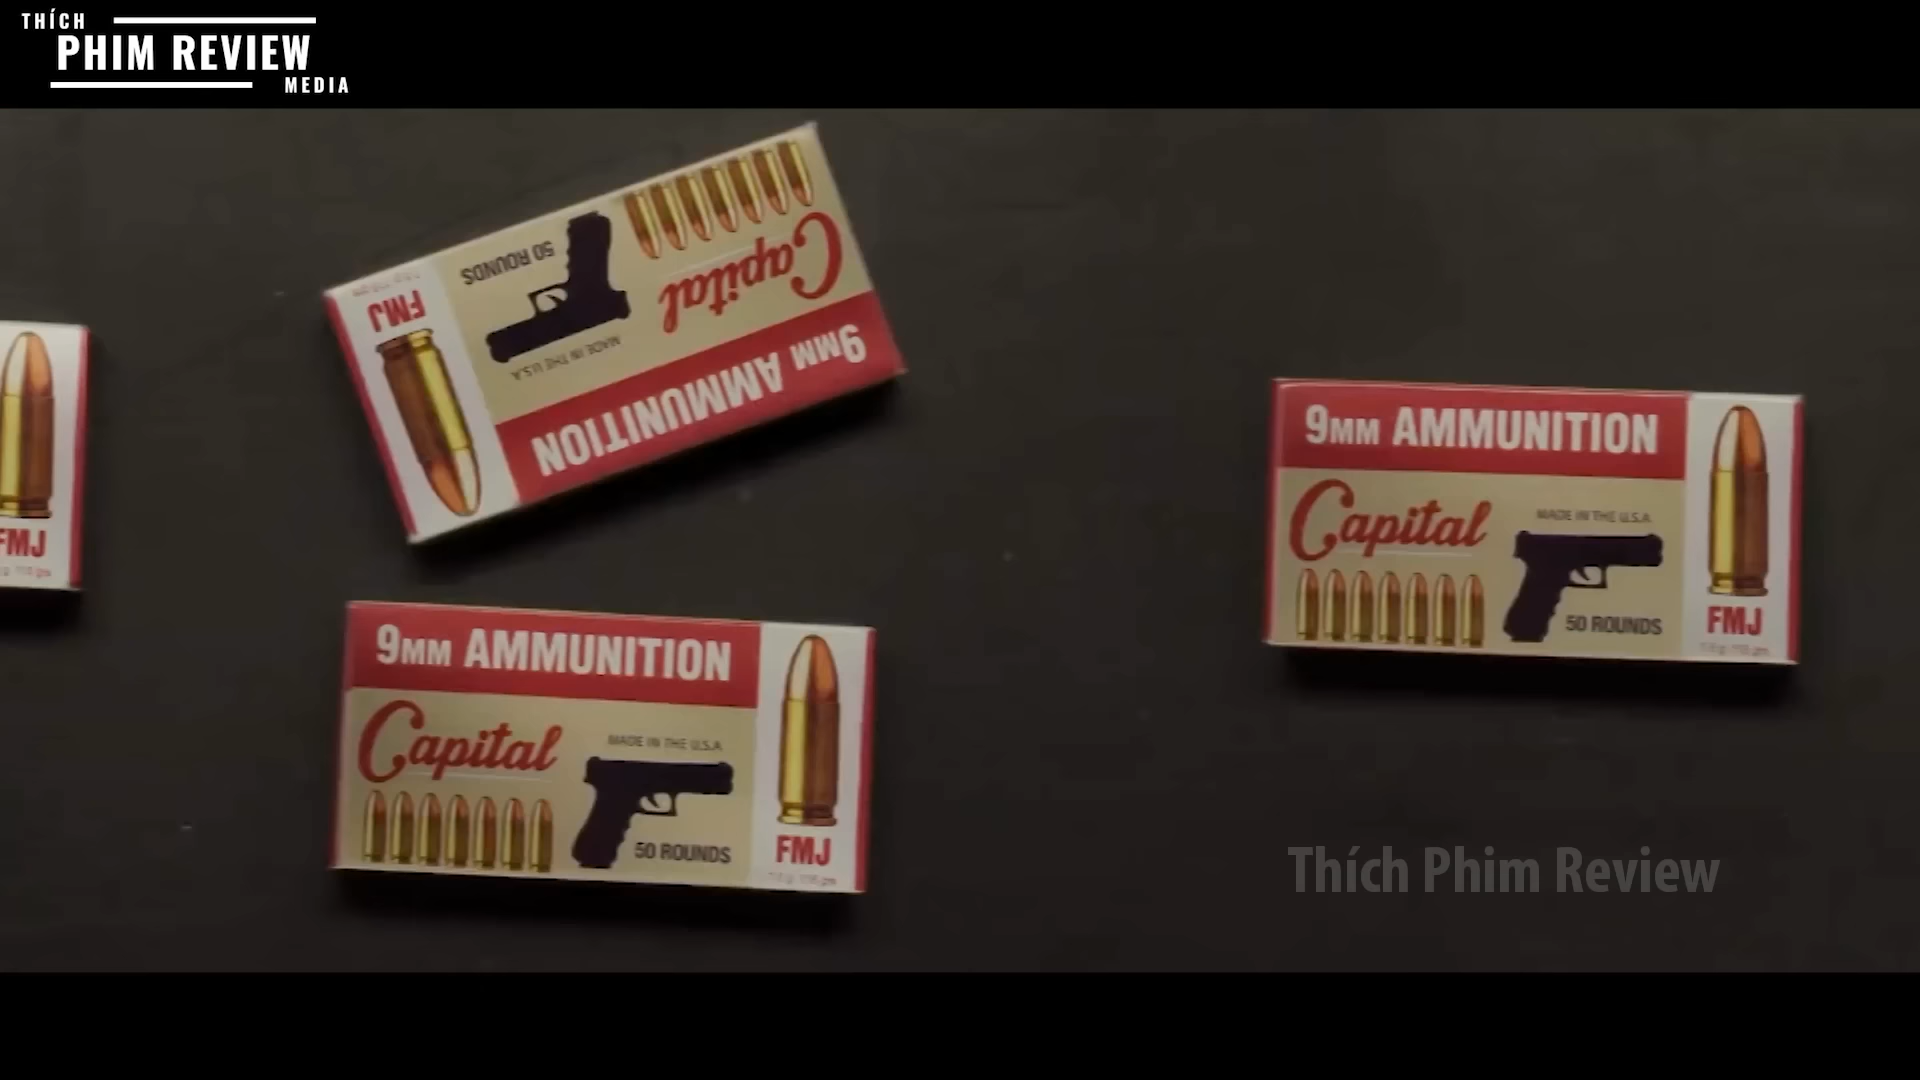 THÍCH
PHIM REVIEW
MEDIA
FMJ
50 ROUNDS
FMJ
Capital
MADE IN THE U.S.A
9MM AMMUNITION
9MM AMMUNITION
Capital
MADE IN THE U.S.A
50 ROUNDS
FMJ
9MM AMMUNITION
Capital
MADE IN THE U.S.A
50 ROUNDS
FMJ
Thích Phim Review